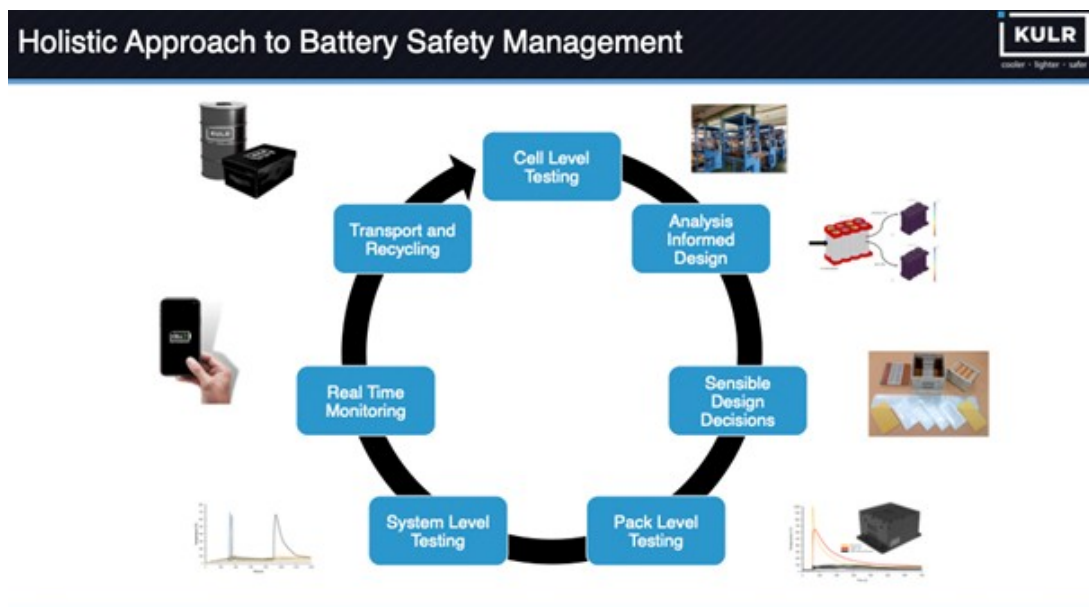 Holistic Approach to Battery Safety Management
KULR
cooler · lighter · safer
KULR
Cell Level
Testing
Transport and
Recycling
Analysis
Informed
Design
Real Time
Monitoring
Sensible
Design
Decisions
System Level
Testing
Pack Level
Testing